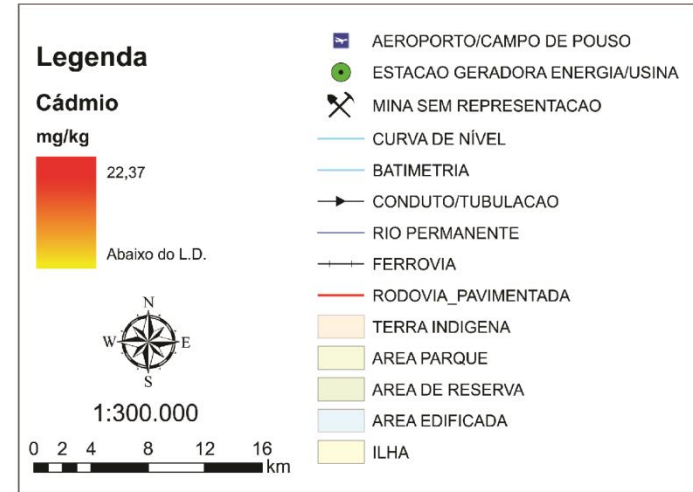 Legenda
Cádmio
mg/kg
22,37
Abaixo do L.D.
N
W E
S
1:300.000
0 2 4 8 12 16
km
AEROPORTO/CAMPO DE POUSO
ESTACAO GERADORA ENERGIA/USINA
MINA SEM REPRESENTACAO
CURVA DE NÍVEL
BATIMETRIA
CONDUTO/TUBULACAO
RIO PERMANENTE
FERROVIA
RODOVIA_PAVIMENTADA
TERRA INDIGENA
AREA PARQUE
AREA DE RESERVA
AREA EDIFICADA
ILHA